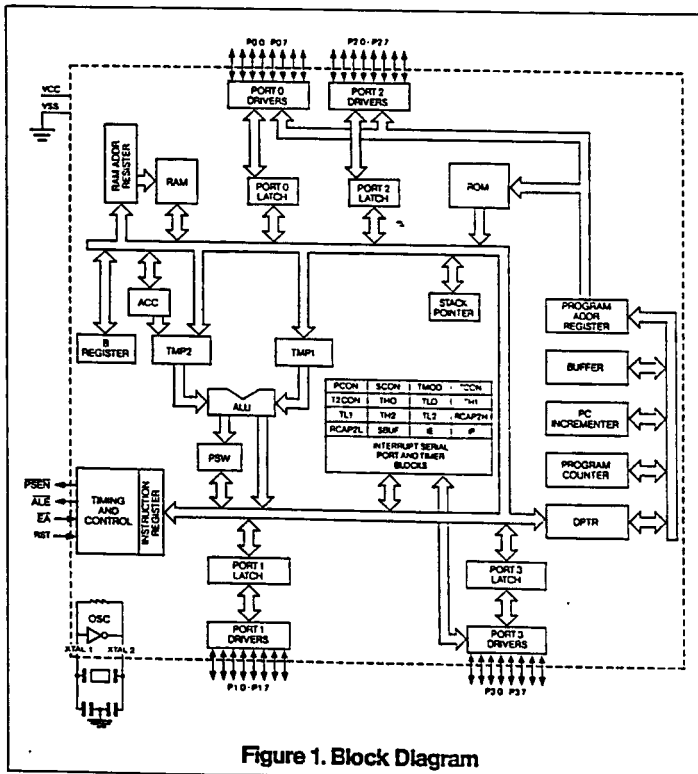 P0 0 P0 7
P2 0 - P2 7
VCC
VSS
PORT 0
DRIVERS
PORT 2
DRIVERS
RAM ADDR
REGISTER
RAM
PORT 0
LATCH
PORT 2
LATCH
ROM
ACC
STACK
POINTER
PROGRAM
ADDR
REGISTER
B
REGISTER
TMP2
TMP1
BUFFER
ALU
PCON SCON TMOD TCON
T2CON TH0 TL0 TH1
TL1 TH2 TL2 RCAP2H
RCAP2L SBUF IE IP
INTERRUPT SERIAL
PORT AND TIMER
BLOCKS
PC
INCREMENTER
PSW
PROGRAM
COUNTER
PSEN
ALE
EA
RST
TIMING
AND
CONTROL
INSTRUCTION
REGISTER
DPTR
PORT 1
LATCH
PORT 3
LATCH
OSC
XTAL 1 XTAL 2
PORT 1
DRIVERS
PORT 3
DRIVERS
P1 0 - P1 7
P3 0 P3 7
Figure 1. Block Diagram